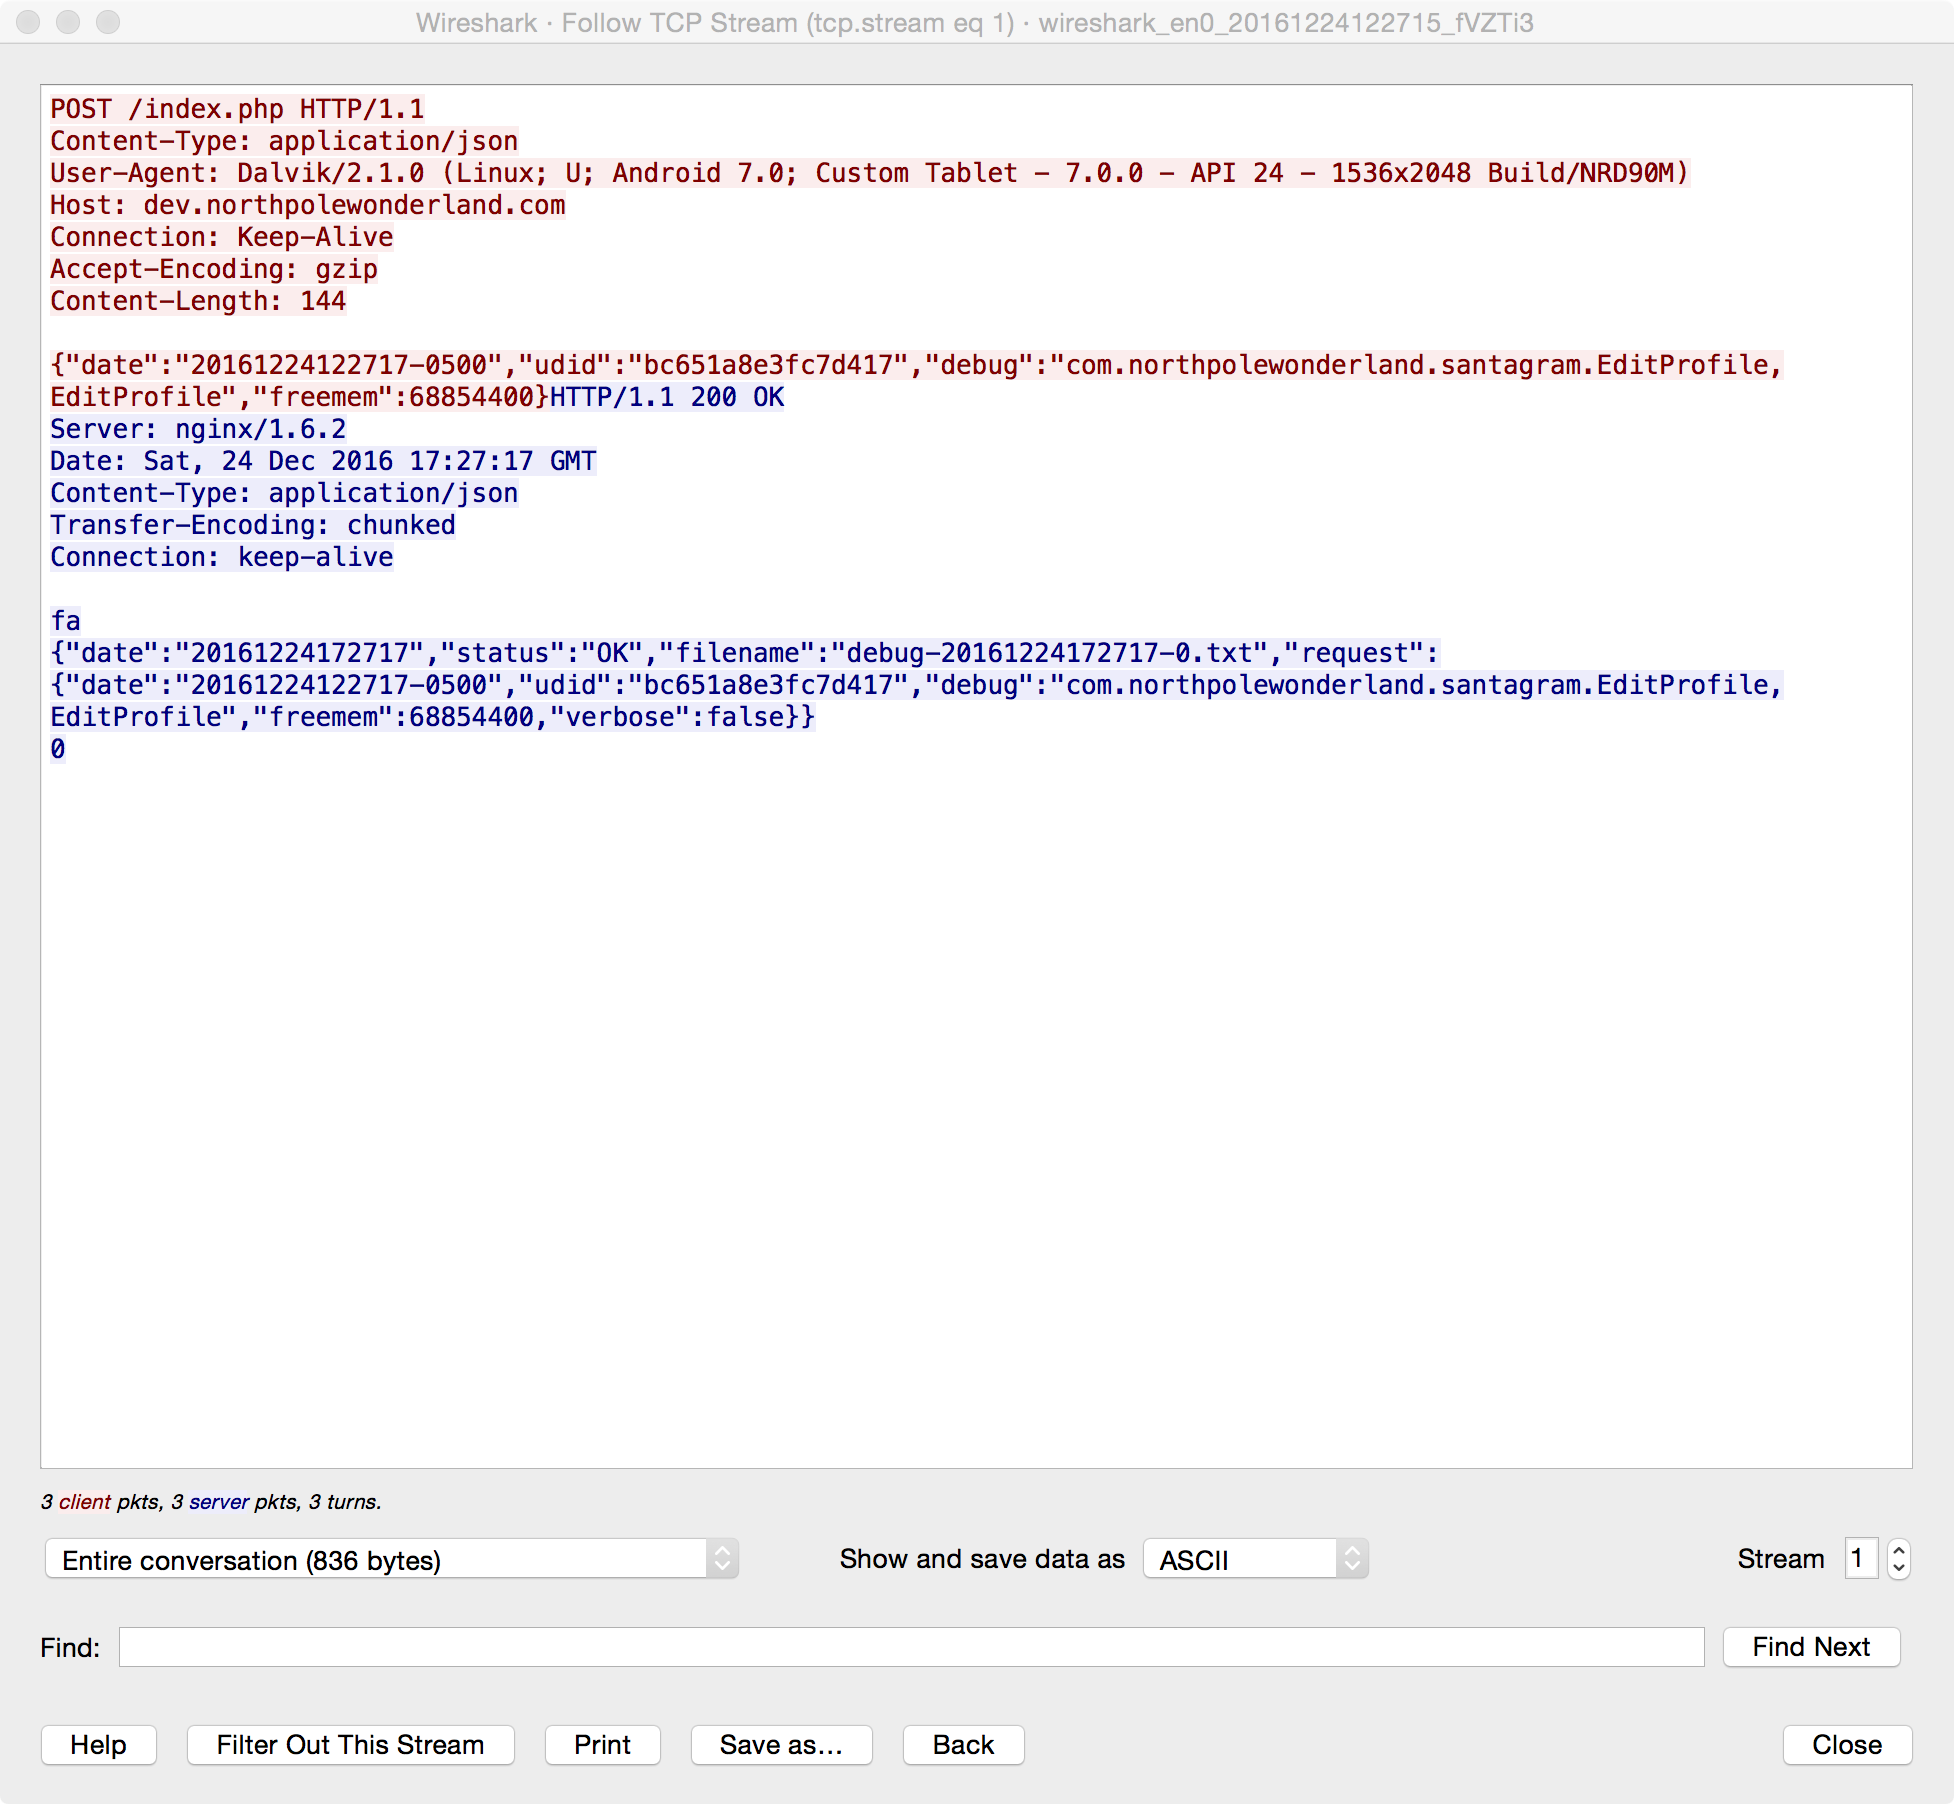 Wireshark · Follow TCP Stream (tcp.stream eq 1) · wireshark_en0_20161224122715_fVZTi3
POST /index.php HTTP/1.1
Content-Type: application/json
User-Agent: Dalvik/2.1.0 (Linux; U; Android 7.0; Custom Tablet - 7.0.0 - API 24 - 1536x2048 Build/NRD90M)
Host: dev.northpolewonderland.com
Connection: Keep-Alive
Accept-Encoding: gzip
Content-Length: 144
{"date":"20161224122717-0500","udid":"bc651a8e3fc7d417","debug":"com.northpolewonderland.santagram.EditProfile,
EditProfile","freemem":68854400}HTTP/1.1 200 OK
Server: nginx/1.6.2
Date: Sat, 24 Dec 2016 17:27:17 GMT
Content-Type: application/json
Transfer-Encoding: chunked
Connection: keep-alive
fa
{"date":"20161224172717","status":"OK","filename":"debug-20161224172717-0.txt","request":
{"date":"20161224122717-0500","udid":"bc651a8e3fc7d417","debug":"com.northpolewonderland.santagram.EditProfile,
EditProfile","freemem":68854400,"verbose":false}}
0
3 client pkts, 3 server pkts, 3 turns.
Entire conversation (836 bytes) Show and save data as ASCII Stream 1
Find: Find Next
Help Filter Out This Stream Print Save as... Back Close